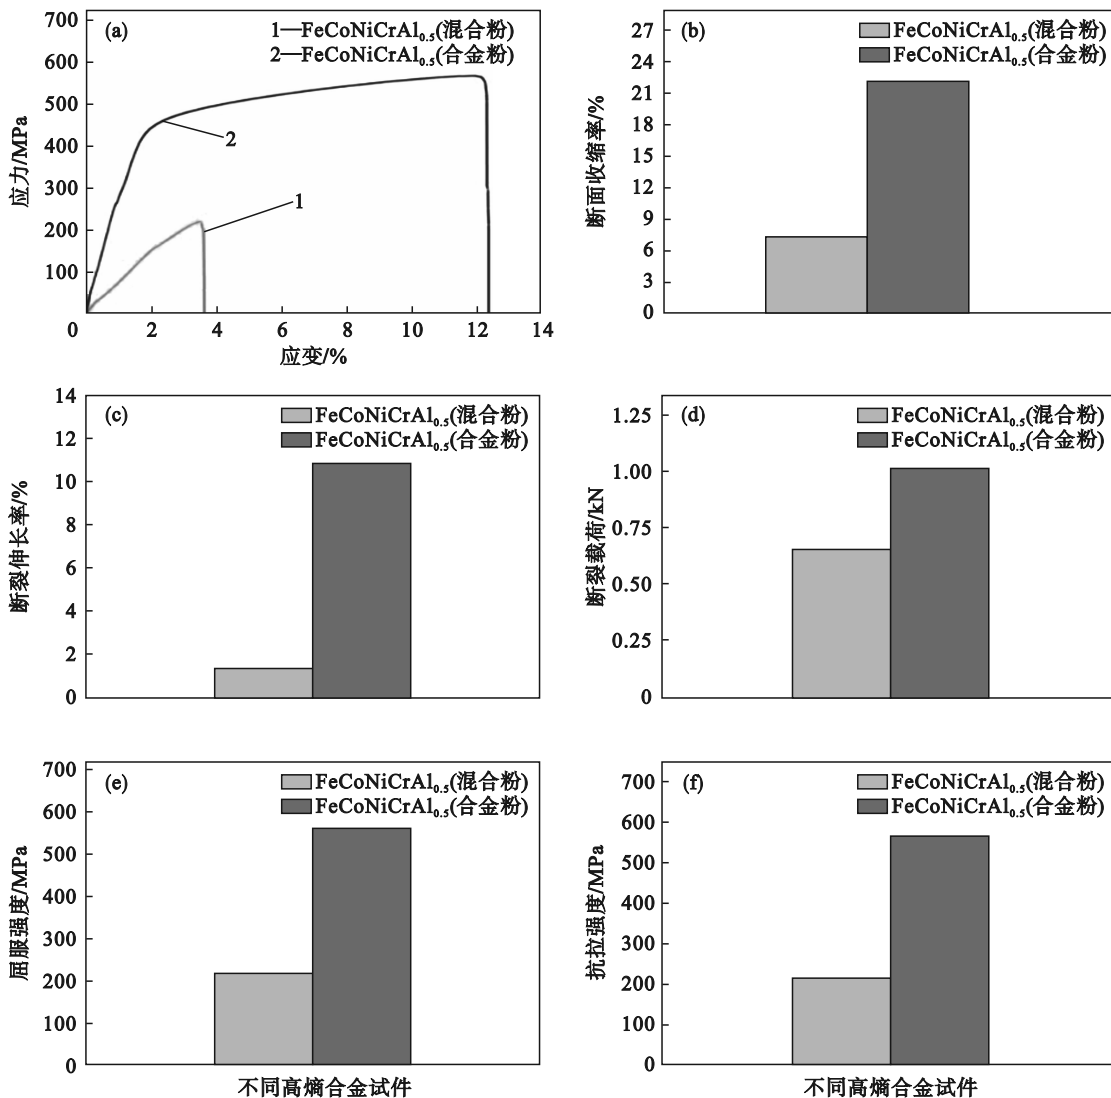 (a)
1—FeCoNiCrAl₀.₅(混合粉)
2—FeCoNiCrAl₀.₅(合金粉)
应力/MPa
700
600
500
400
300
200
100
0
2
1
2
4
6
8
10
12
14
应变/%
(b)
FeCoNiCrAl₀.₅(混合粉)
FeCoNiCrAl₀.₅(合金粉)
断面收缩率/%
27
24
21
18
15
12
9
6
3
0
(c)
FeCoNiCrAl₀.₅(混合粉)
FeCoNiCrAl₀.₅(合金粉)
断裂伸长率/%
14
12
10
8
6
4
2
0
(d)
FeCoNiCrAl₀.₅(混合粉)
FeCoNiCrAl₀.₅(合金粉)
断裂载荷/kN
1.25
1.00
0.75
0.50
0.25
0
(e)
FeCoNiCrAl₀.₅(混合粉)
FeCoNiCrAl₀.₅(合金粉)
屈服强度/MPa
700
600
500
400
300
200
100
0
不同高熵合金试件
(f)
FeCoNiCrAl₀.₅(混合粉)
FeCoNiCrAl₀.₅(合金粉)
抗拉强度/MPa
700
600
500
400
300
200
100
0
不同高熵合金试件